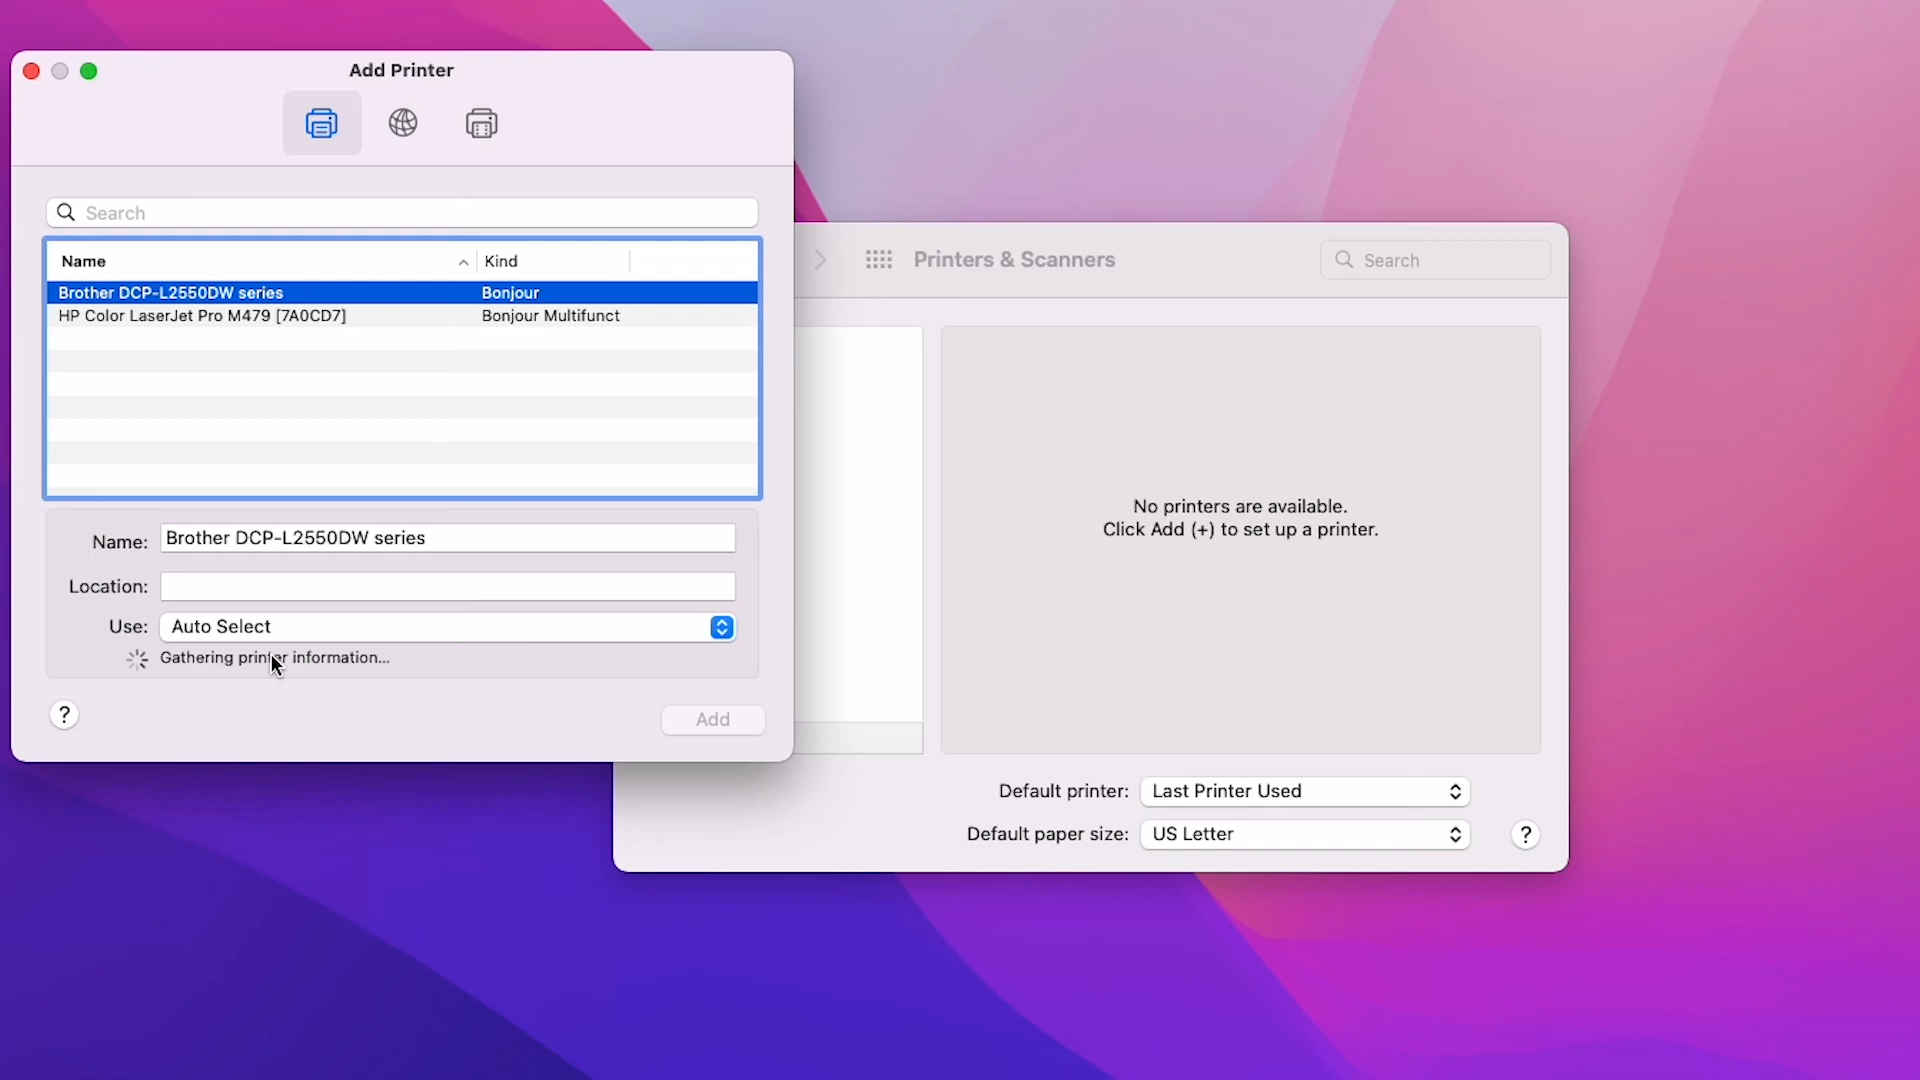 Add Printer
Search
Name Kind
Brother DCP-L2550DW series Bonjour
HP Color LaserJet Pro M479 [7A0CD7] Bonjour Multifunct
Name: Brother DCP-L2550DW series
Location:
Use: Auto Select
Gathering printer information...
?
Add
Printers & Scanners
Search
No printers are available.
Click Add (+) to set up a printer.
Default printer: Last Printer Used
Default paper size: US Letter
?